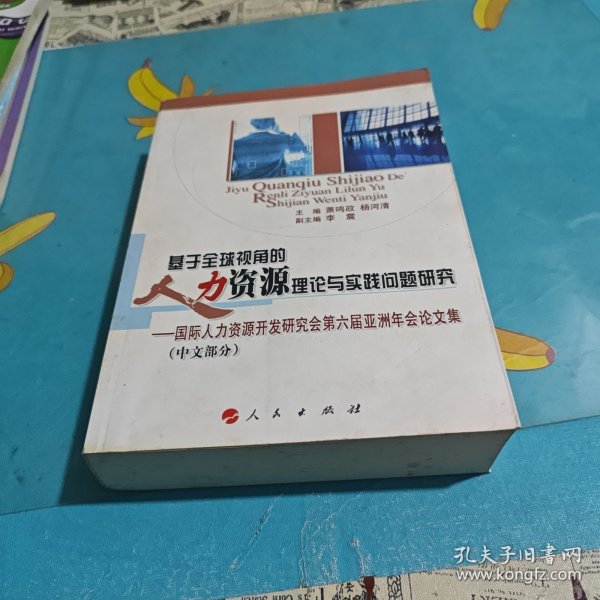 Jiyu Quanqiu Shijiao De
Renli Ziyuan Lilun Yu
Shijian Wenti Yanjiu
主 编 萧鸣政 杨河清
副主编 李 震
基于全球视角的
人力资源理论与实践问题研究
——国际人力资源开发研究会第六届亚洲年会论文集
(中文部分)
人民出版社
孔夫子旧书网
www.kongfz.com